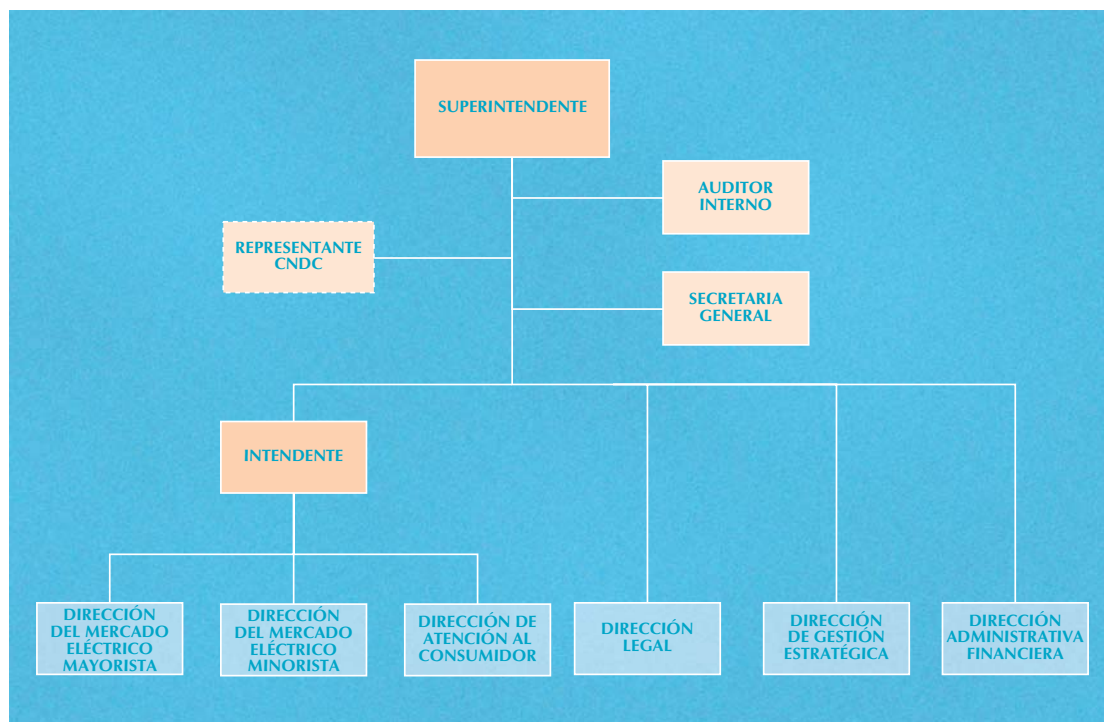 SUPERINTENDENTE
AUDITOR
INTERNO
REPRESENTANTE
CNDC
SECRETARIA
GENERAL
INTENDENTE
DIRECCIÓN
DEL MERCADO
ELÉCTRICO
MAYORISTA
DIRECCIÓN
DEL MERCADO
ELÉCTRICO
MINORISTA
DIRECCIÓN DE
ATENCIÓN AL
CONSUMIDOR
DIRECCIÓN
LEGAL
DIRECCIÓN
DE GESTIÓN
ESTRATÉGICA
DIRECCIÓN
ADMINISTRATIVA
FINANCIERA